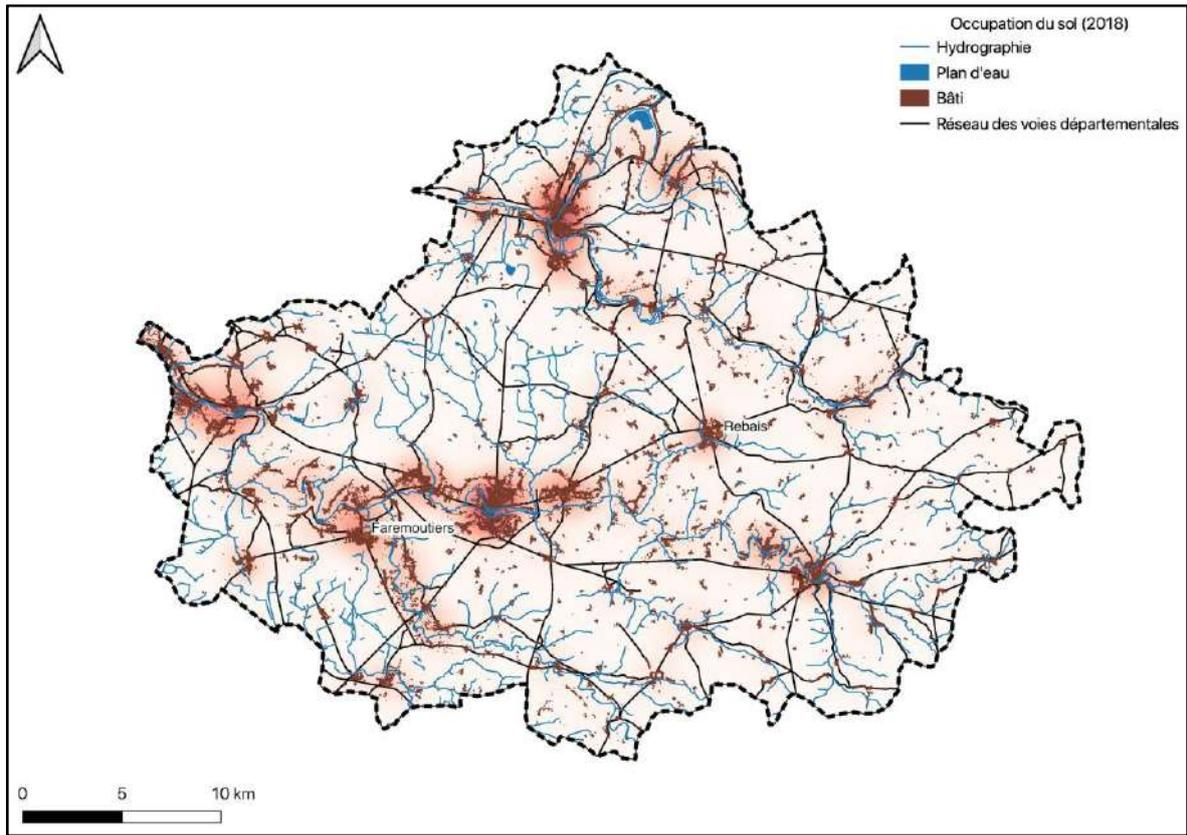 Occupation du sol (2018)
Hydrographie
Plan d'eau
Bâti
Réseau des voies départementales
Rebais
Faremoutiers
0 5 10 km